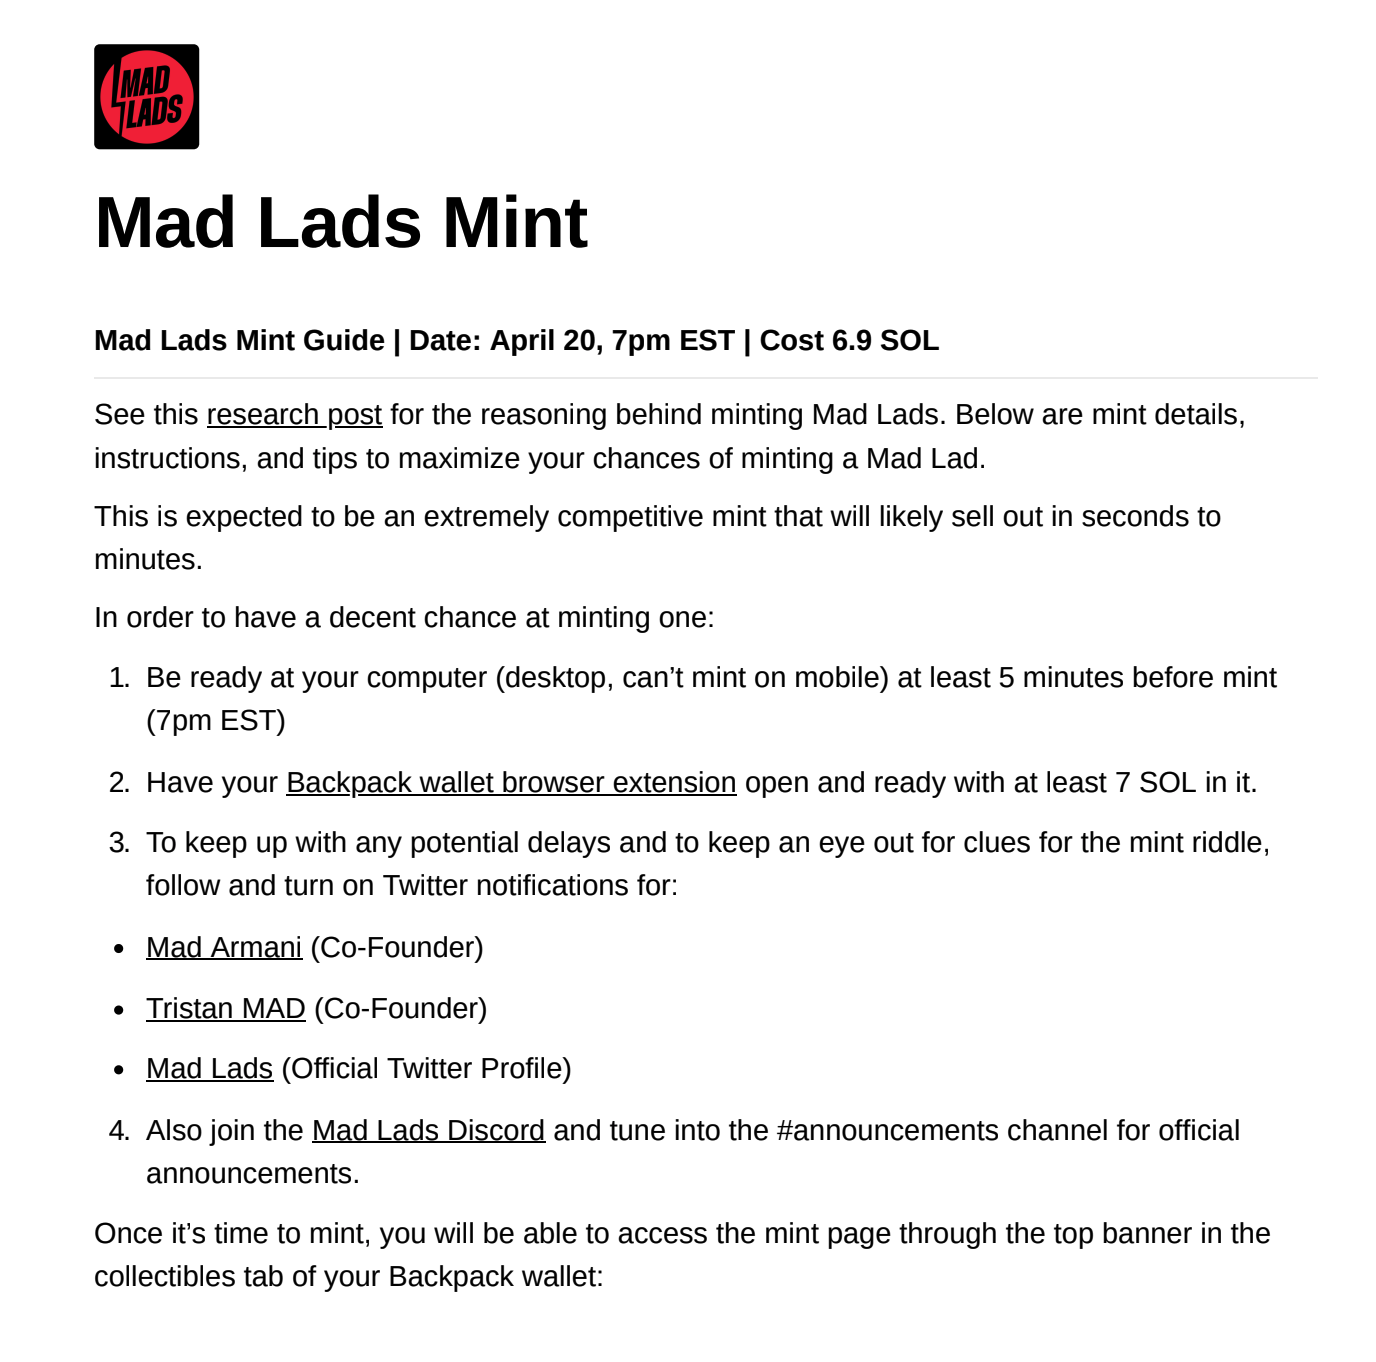 MAD
LADS
Mad Lads Mint
Mad Lads Mint Guide | Date: April 20, 7pm EST | Cost 6.9 SOL
See this research post for the reasoning behind minting Mad Lads. Below are mint details,
instructions, and tips to maximize your chances of minting a Mad Lad.
This is expected to be an extremely competitive mint that will likely sell out in seconds to
minutes.
In order to have a decent chance at minting one:
1. Be ready at your computer (desktop, can’t mint on mobile) at least 5 minutes before mint
(7pm EST)
2. Have your Backpack wallet browser extension open and ready with at least 7 SOL in it.
3. To keep up with any potential delays and to keep an eye out for clues for the mint riddle,
follow and turn on Twitter notifications for:
• Mad Armani (Co-Founder)
• Tristan MAD (Co-Founder)
• Mad Lads (Official Twitter Profile)
4. Also join the Mad Lads Discord and tune into the #announcements channel for official
announcements.
Once it’s time to mint, you will be able to access the mint page through the top banner in the
collectibles tab of your Backpack wallet: